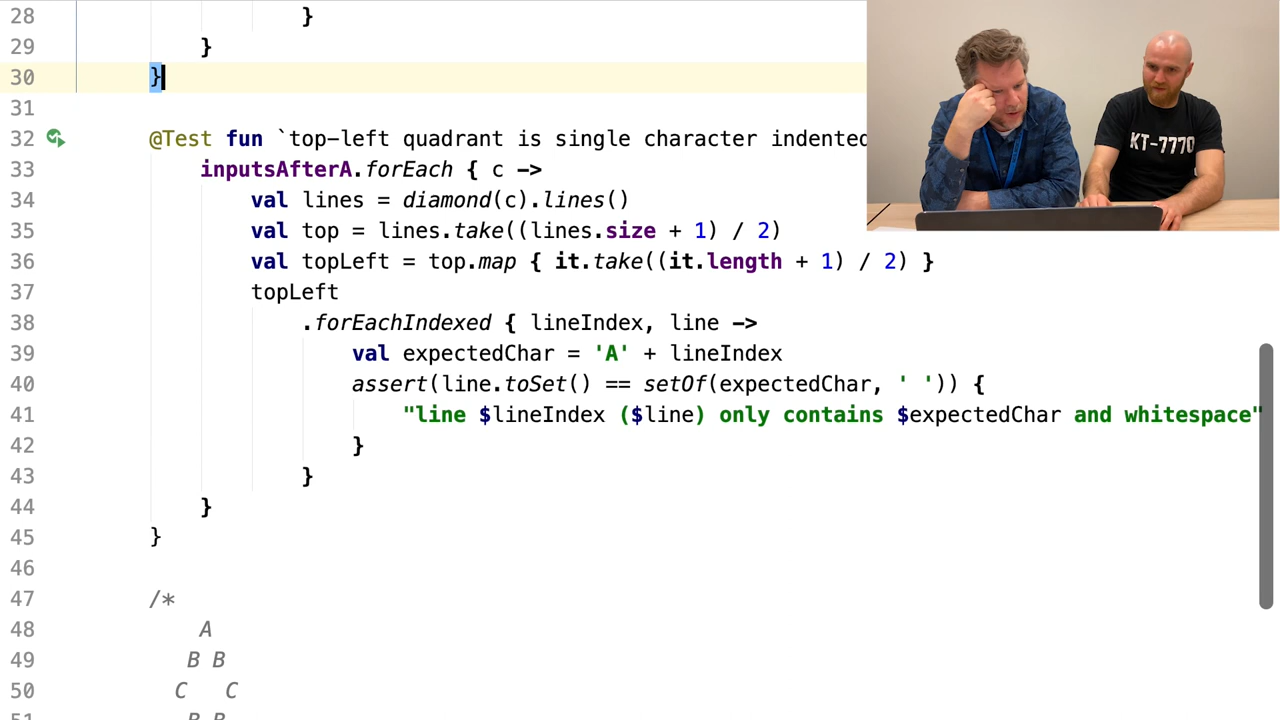 28 }
29 }
30 }
31
32 @Test fun `top-left quadrant is single character indented
33 inputsAfterA.forEach { c ->
34 val lines = diamond(c).lines()
35 val top = lines.take((lines.size + 1) / 2)
36 val topLeft = top.map { it.take((it.length + 1) / 2) }
37 topLeft
38 .forEachIndexed { lineIndex, line ->
39 val expectedChar = 'A' + lineIndex
40 assert(line.toSet() == setOf(expectedChar, ' ')) {
41 "line $lineIndex ($line) only contains $expectedChar and whitespace"
42 }
43 }
44 }
45 }
46
47 /*
48 A
49 B B
50 C C
51 B B
KT-7770